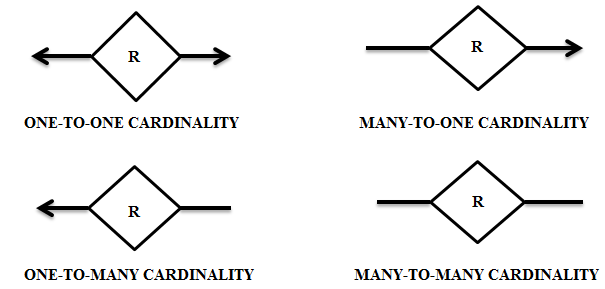 R
R
ONE-TO-ONE CARDINALITY
MANY-TO-ONE CARDINALITY
R
R
ONE-TO-MANY CARDINALITY
MANY-TO-MANY CARDINALITY